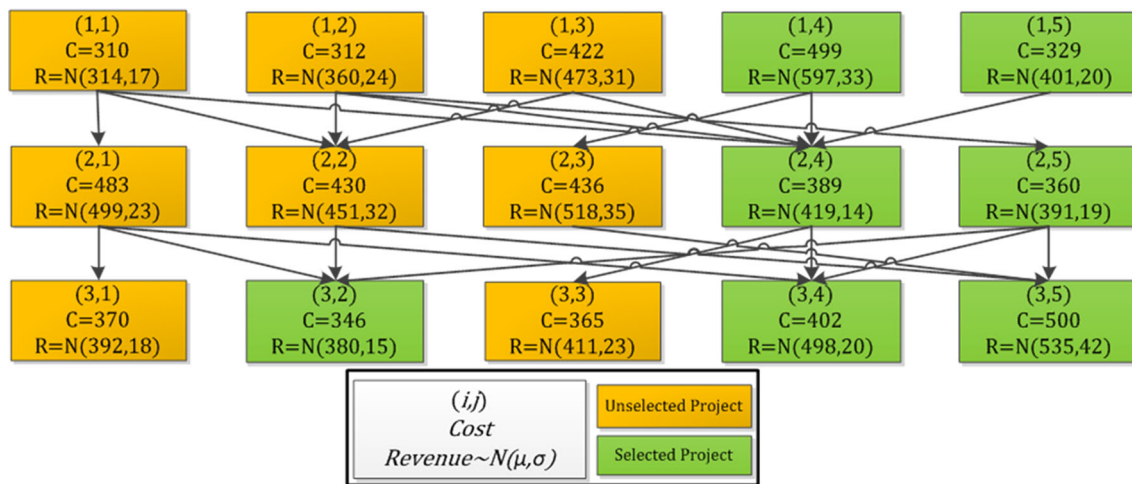 (1,1)
C=310
R=N(314,17)
(1,2)
C=312
R=N(360,24)
(1,3)
C=422
R=N(473,31)
(1,4)
C=499
R=N(597,33)
(1,5)
C=329
R=N(401,20)
(2,1)
C=483
R=N(499,23)
(2,2)
C=430
R=N(451,32)
(2,3)
C=436
R=N(518,35)
(2,4)
C=389
R=N(419,14)
(2,5)
C=360
R=N(391,19)
(3,1)
C=370
R=N(392,18)
(3,2)
C=346
R=N(380,15)
(3,3)
C=365
R=N(411,23)
(3,4)
C=402
R=N(498,20)
(3,5)
C=500
R=N(535,42)
(i,j)
Cost
Revenue~N(μ,σ)
Unselected Project
Selected Project